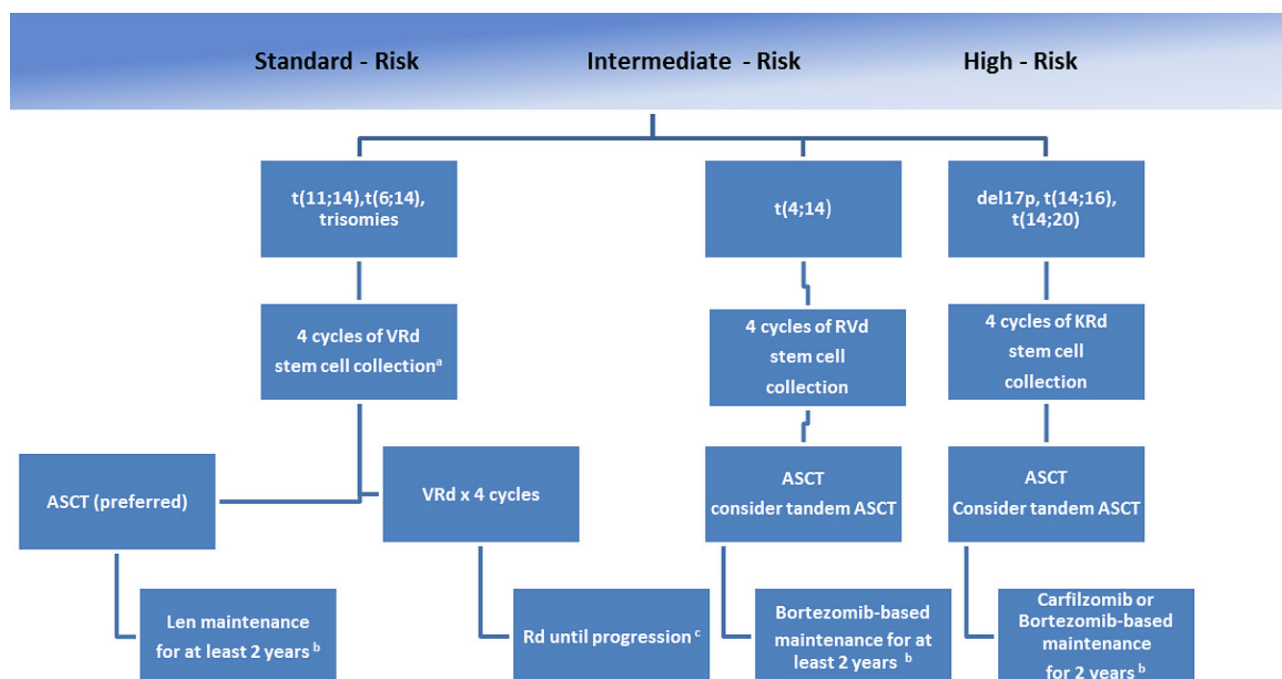 Standard - Risk
Intermediate - Risk
High - Risk
t(11;14),t(6;14),
trisomies
t(4;14)
del17p, t(14;16),
t(14;20)
4 cycles of VRd
stem cell collectionᵃ
4 cycles of RVd
stem cell
collection
4 cycles of KRd
stem cell
collection
ASCT (preferred)
VRd x 4 cycles
ASCT
consider tandem ASCT
ASCT
Consider tandem ASCT
Len maintenance
for at least 2 years ᵇ
Rd until progression ᶜ
Bortezomib-based
maintenance for at
least 2 years ᵇ
Carfilzomib or
Bortezomib-based
maintenance
for 2 years ᵇ